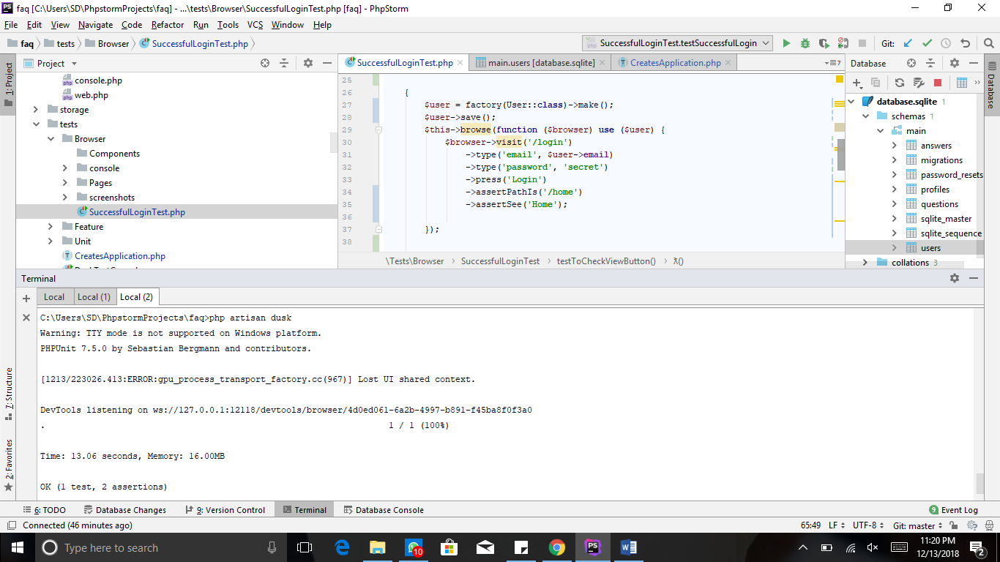 faq [C:\Users\SD\PhpstormProjects\faq] - ...\tests\Browser\SuccessfulLoginTest.php [faq] - PhpStorm
File Edit View Navigate Code Refactor Run Tools VCS Window Help
faq tests Browser SuccessfulLoginTest.php SuccessfulLoginTest.testSuccessfulLogin Git:
1: Project
Project
console.php
web.php
storage
tests
Browser
Components
console
Pages
screenshots
SuccessfulLoginTest.php
Feature
Unit
CreatesApplication.php
SuccessfulLoginTest.php main.users [database.sqlite] CreatesApplication.php
25
26 {
27 $user = factory(User::class)->make();
28 $user->save();
29 $this->browse(function ($browser) use ($user) {
30 $browser->visit('/login')
31 ->type('email', $user->email)
32 ->type('password', 'secret')
33 ->press('Login')
34 ->assertPathIs('/home')
35 ->assertSee('Home');
36
37 });
38
\Tests\Browser SuccessfulLoginTest testToCheckViewButton() λ()
Database
database.sqlite 1
schemas 1
main
answers
migrations
password_resets
profiles
questions
sqlite_master
sqlite_sequence
users
collations 3
Database
Terminal
Local Local (1) Local (2)
C:\Users\SD\PhpstormProjects\faq>php artisan dusk
Warning: TTY mode is not supported on Windows platform.
PHPUnit 7.5.0 by Sebastian Bergmann and contributors.
[1213/223026.413:ERROR:gpu_process_transport_factory.cc(967)] Lost UI shared context.
DevTools listening on ws://127.0.0.1:12118/devtools/browser/4d0ed061-6a2b-4997-b891-f45ba8f0f3a0
. 1 / 1 (100%)
Time: 13.06 seconds, Memory: 16.00MB
OK (1 test, 2 assertions)
7: Structure
2: Favorites
6: TODO Database Changes 9: Version Control Terminal Database Console 9 Event Log
Connected (46 minutes ago) 65:49 LF UTF-8 Git: master
Type here to search 10 PS W 11:20 PM
12/13/2018 2